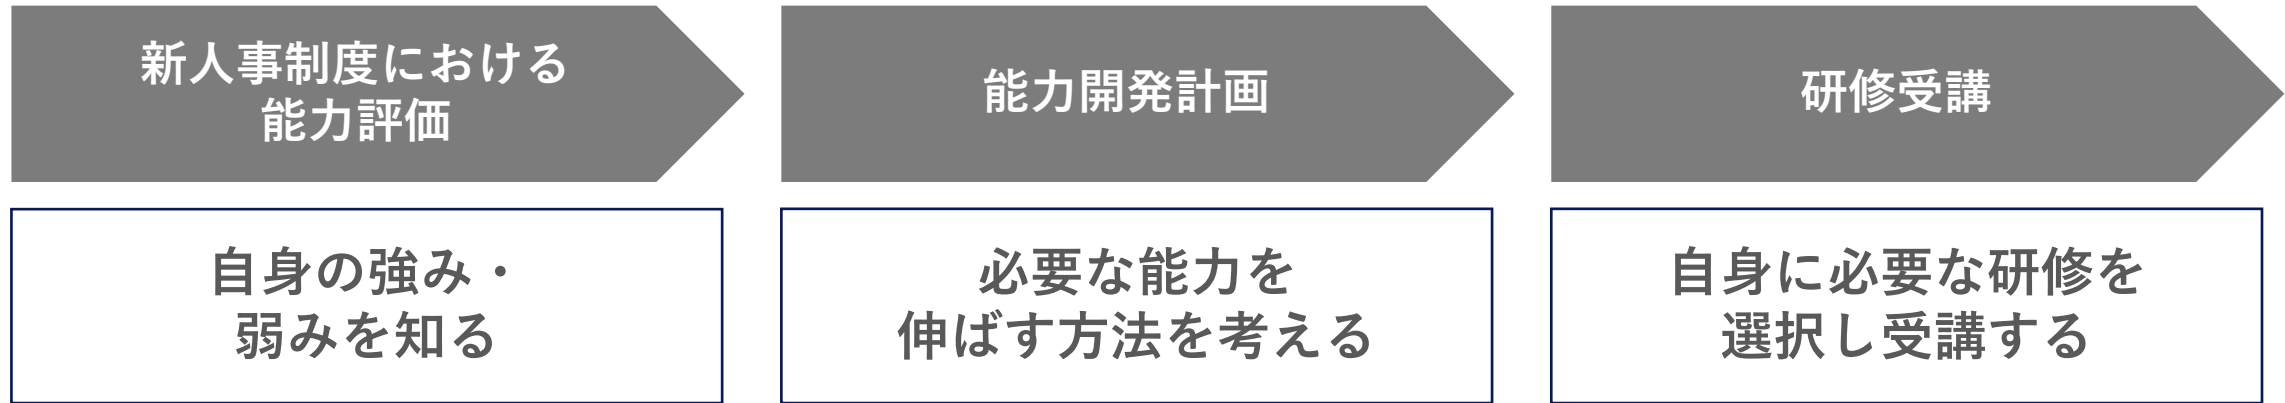 新人事制度における
能力評価
能力開発計画
研修受講
自身の強み・
弱みを知る
必要な能力を
伸ばす方法を考える
自身に必要な研修を
選択し受講する